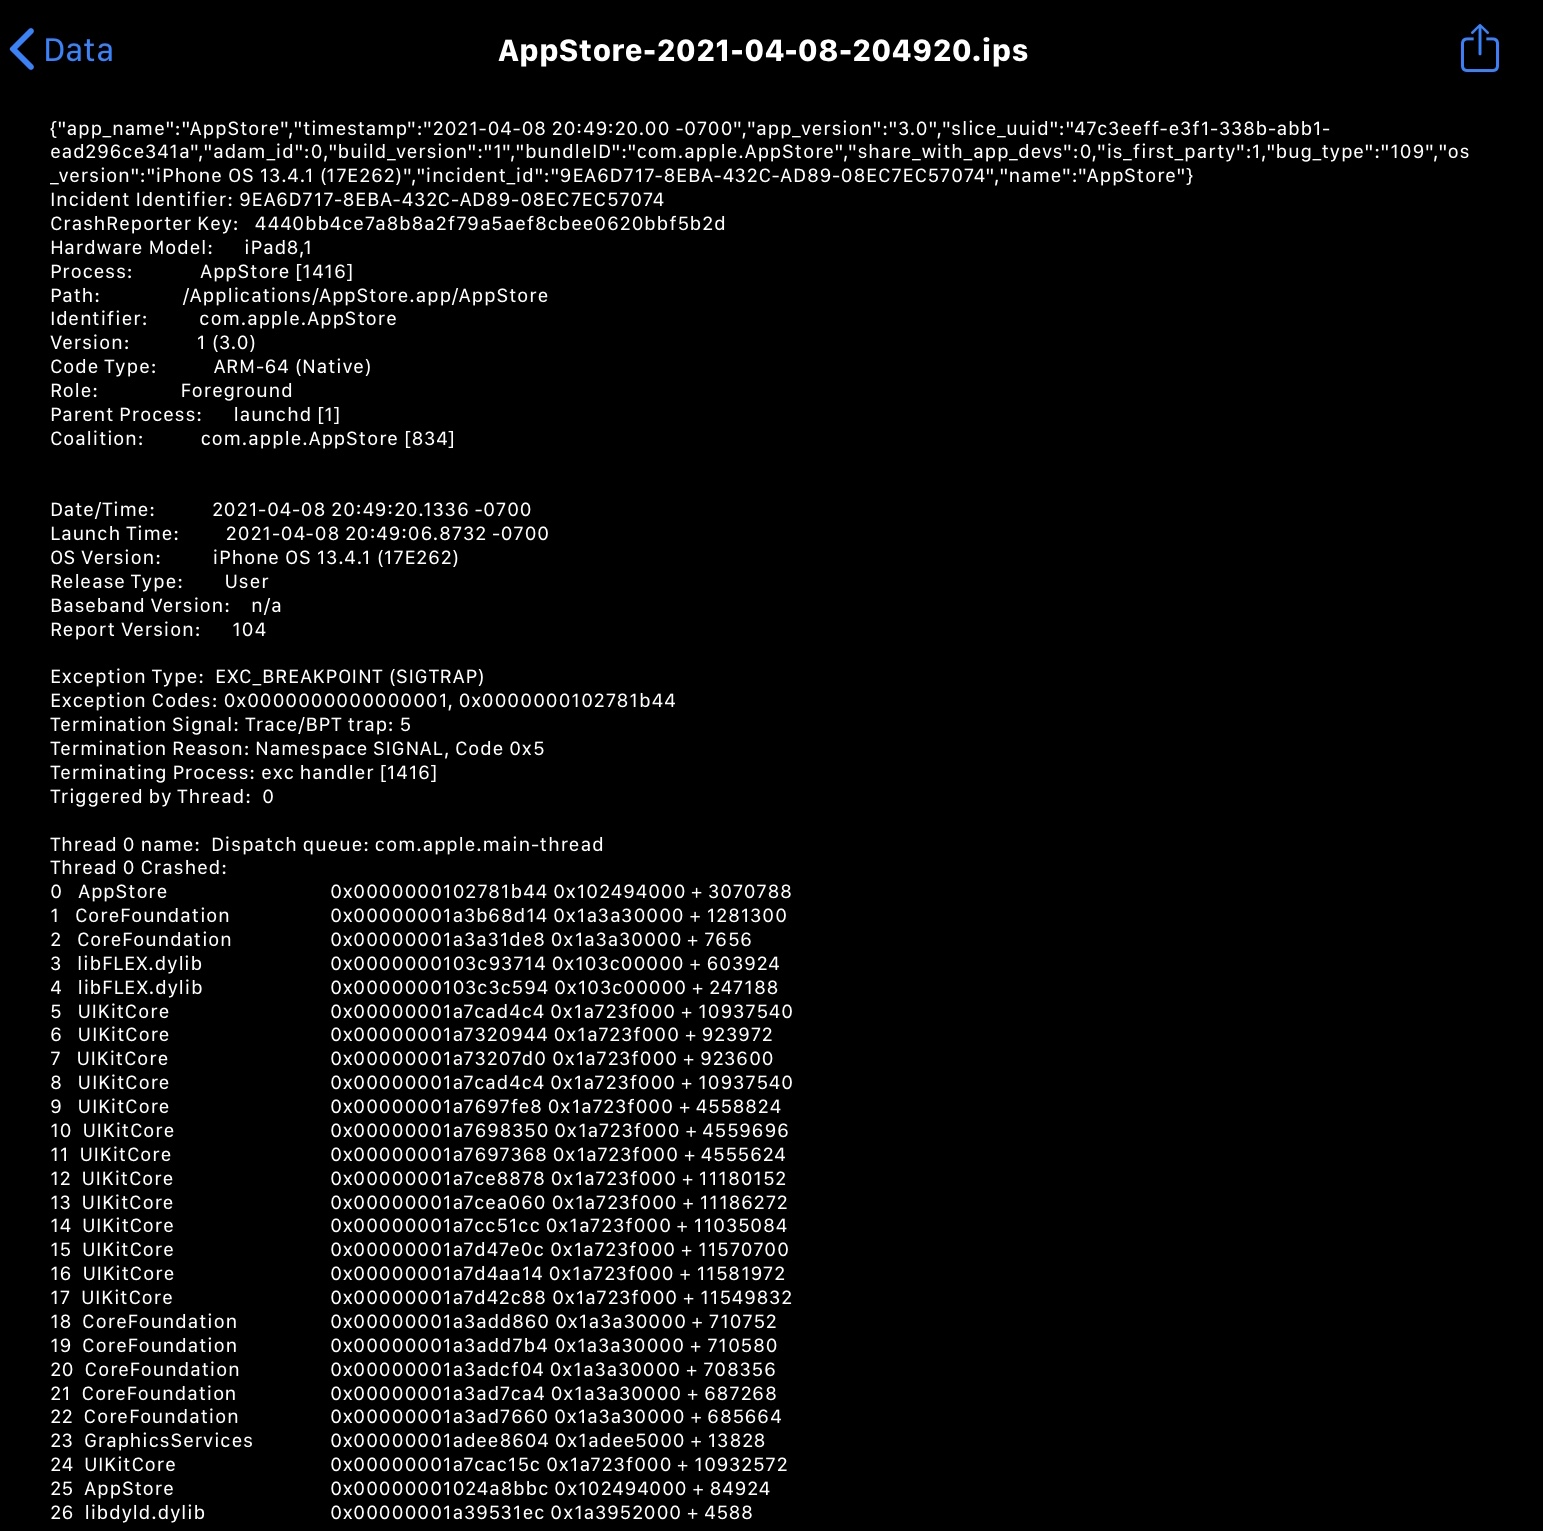 Data
AppStore-2021-04-08-204920.ips
{"app_name":"AppStore","timestamp":"2021-04-08 20:49:20.00 -0700","app_version":"3.0","slice_uuid":"47c3eeff-e3f1-338b-abb1-
ead296ce341a","adam_id":0,"build_version":"1","bundleID":"com.apple.AppStore","share_with_app_devs":0,"is_first_party":1,"bug_type":"109","os
_version":"iPhone OS 13.4.1 (17E262)","incident_id":"9EA6D717-8EBA-432C-AD89-08EC7EC57074","name":"AppStore"}
Incident Identifier: 9EA6D717-8EBA-432C-AD89-08EC7EC57074
CrashReporter Key: 4440bb4ce7a8b8a2f79a5aef8cbee0620bbf5b2d
Hardware Model: iPad8,1
Process: AppStore [1416]
Path: /Applications/AppStore.app/AppStore
Identifier: com.apple.AppStore
Version: 1 (3.0)
Code Type: ARM-64 (Native)
Role: Foreground
Parent Process: launchd [1]
Coalition: com.apple.AppStore [834]
Date/Time: 2021-04-08 20:49:20.1336 -0700
Launch Time: 2021-04-08 20:49:06.8732 -0700
OS Version: iPhone OS 13.4.1 (17E262)
Release Type: User
Baseband Version: n/a
Report Version: 104
Exception Type: EXC_BREAKPOINT (SIGTRAP)
Exception Codes: 0x0000000000000001, 0x0000000102781b44
Termination Signal: Trace/BPT trap: 5
Termination Reason: Namespace SIGNAL, Code 0x5
Terminating Process: exc handler [1416]
Triggered by Thread: 0
Thread 0 name: Dispatch queue: com.apple.main-thread
Thread 0 Crashed:
0 AppStore 0x0000000102781b44 0x102494000 + 3070788
1 CoreFoundation 0x00000001a3b68d14 0x1a3a30000 + 1281300
2 CoreFoundation 0x00000001a3a31de8 0x1a3a30000 + 7656
3 libFLEX.dylib 0x0000000103c93714 0x103c00000 + 603924
4 libFLEX.dylib 0x0000000103c3c594 0x103c00000 + 247188
5 UIKitCore 0x00000001a7cad4c4 0x1a723f000 + 10937540
6 UIKitCore 0x00000001a7320944 0x1a723f000 + 923972
7 UIKitCore 0x00000001a73207d0 0x1a723f000 + 923600
8 UIKitCore 0x00000001a7cad4c4 0x1a723f000 + 10937540
9 UIKitCore 0x00000001a7697fe8 0x1a723f000 + 4558824
10 UIKitCore 0x00000001a7698350 0x1a723f000 + 4559696
11 UIKitCore 0x00000001a7697368 0x1a723f000 + 4555624
12 UIKitCore 0x00000001a7ce8878 0x1a723f000 + 11180152
13 UIKitCore 0x00000001a7cea060 0x1a723f000 + 11186272
14 UIKitCore 0x00000001a7cc51cc 0x1a723f000 + 11035084
15 UIKitCore 0x00000001a7d47e0c 0x1a723f000 + 11570700
16 UIKitCore 0x00000001a7d4aa14 0x1a723f000 + 11581972
17 UIKitCore 0x00000001a7d42c88 0x1a723f000 + 11549832
18 CoreFoundation 0x00000001a3add860 0x1a3a30000 + 710752
19 CoreFoundation 0x00000001a3add7b4 0x1a3a30000 + 710580
20 CoreFoundation 0x00000001a3adcf04 0x1a3a30000 + 708356
21 CoreFoundation 0x00000001a3ad7ca4 0x1a3a30000 + 687268
22 CoreFoundation 0x00000001a3ad7660 0x1a3a30000 + 685664
23 GraphicsServices 0x00000001adee8604 0x1adee5000 + 13828
24 UIKitCore 0x00000001a7cac15c 0x1a723f000 + 10932572
25 AppStore 0x00000001024a8bbc 0x102494000 + 84924
26 libdyld.dylib 0x00000001a39531ec 0x1a3952000 + 4588